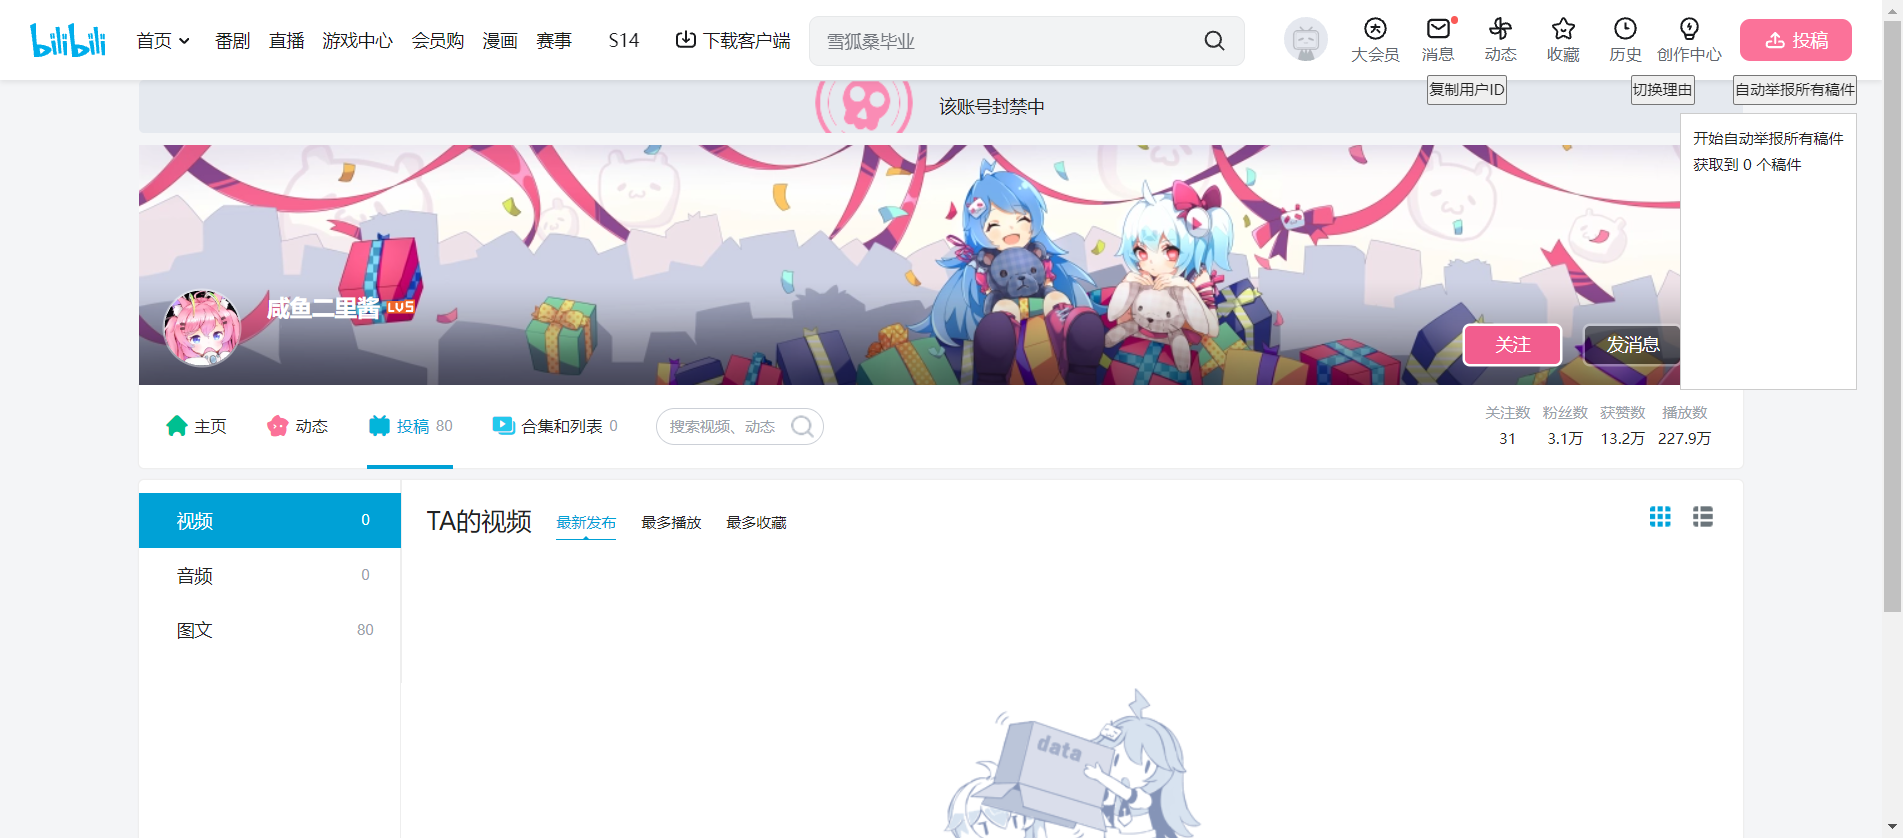 bilibili
首页 番剧 直播 游戏中心 会员购 漫画 赛事 S14 下载客户端
雪狐桑毕业
大会员 消息 动态 收藏 历史 创作中心
投稿
复制用户ID 切换理由 自动举报所有稿件
该账号封禁中
开始自动举报所有稿件
获取到 0 个稿件
咸鱼二里酱 LV5
关注 发消息
主页 动态 投稿 80 合集和列表 0
搜索视频、动态
关注数 粉丝数 获赞数 播放数
31 3.1万 13.2万 227.9万
视频 0
音频 0
图文 80
TA的视频 最新发布 最多播放 最多收藏
data